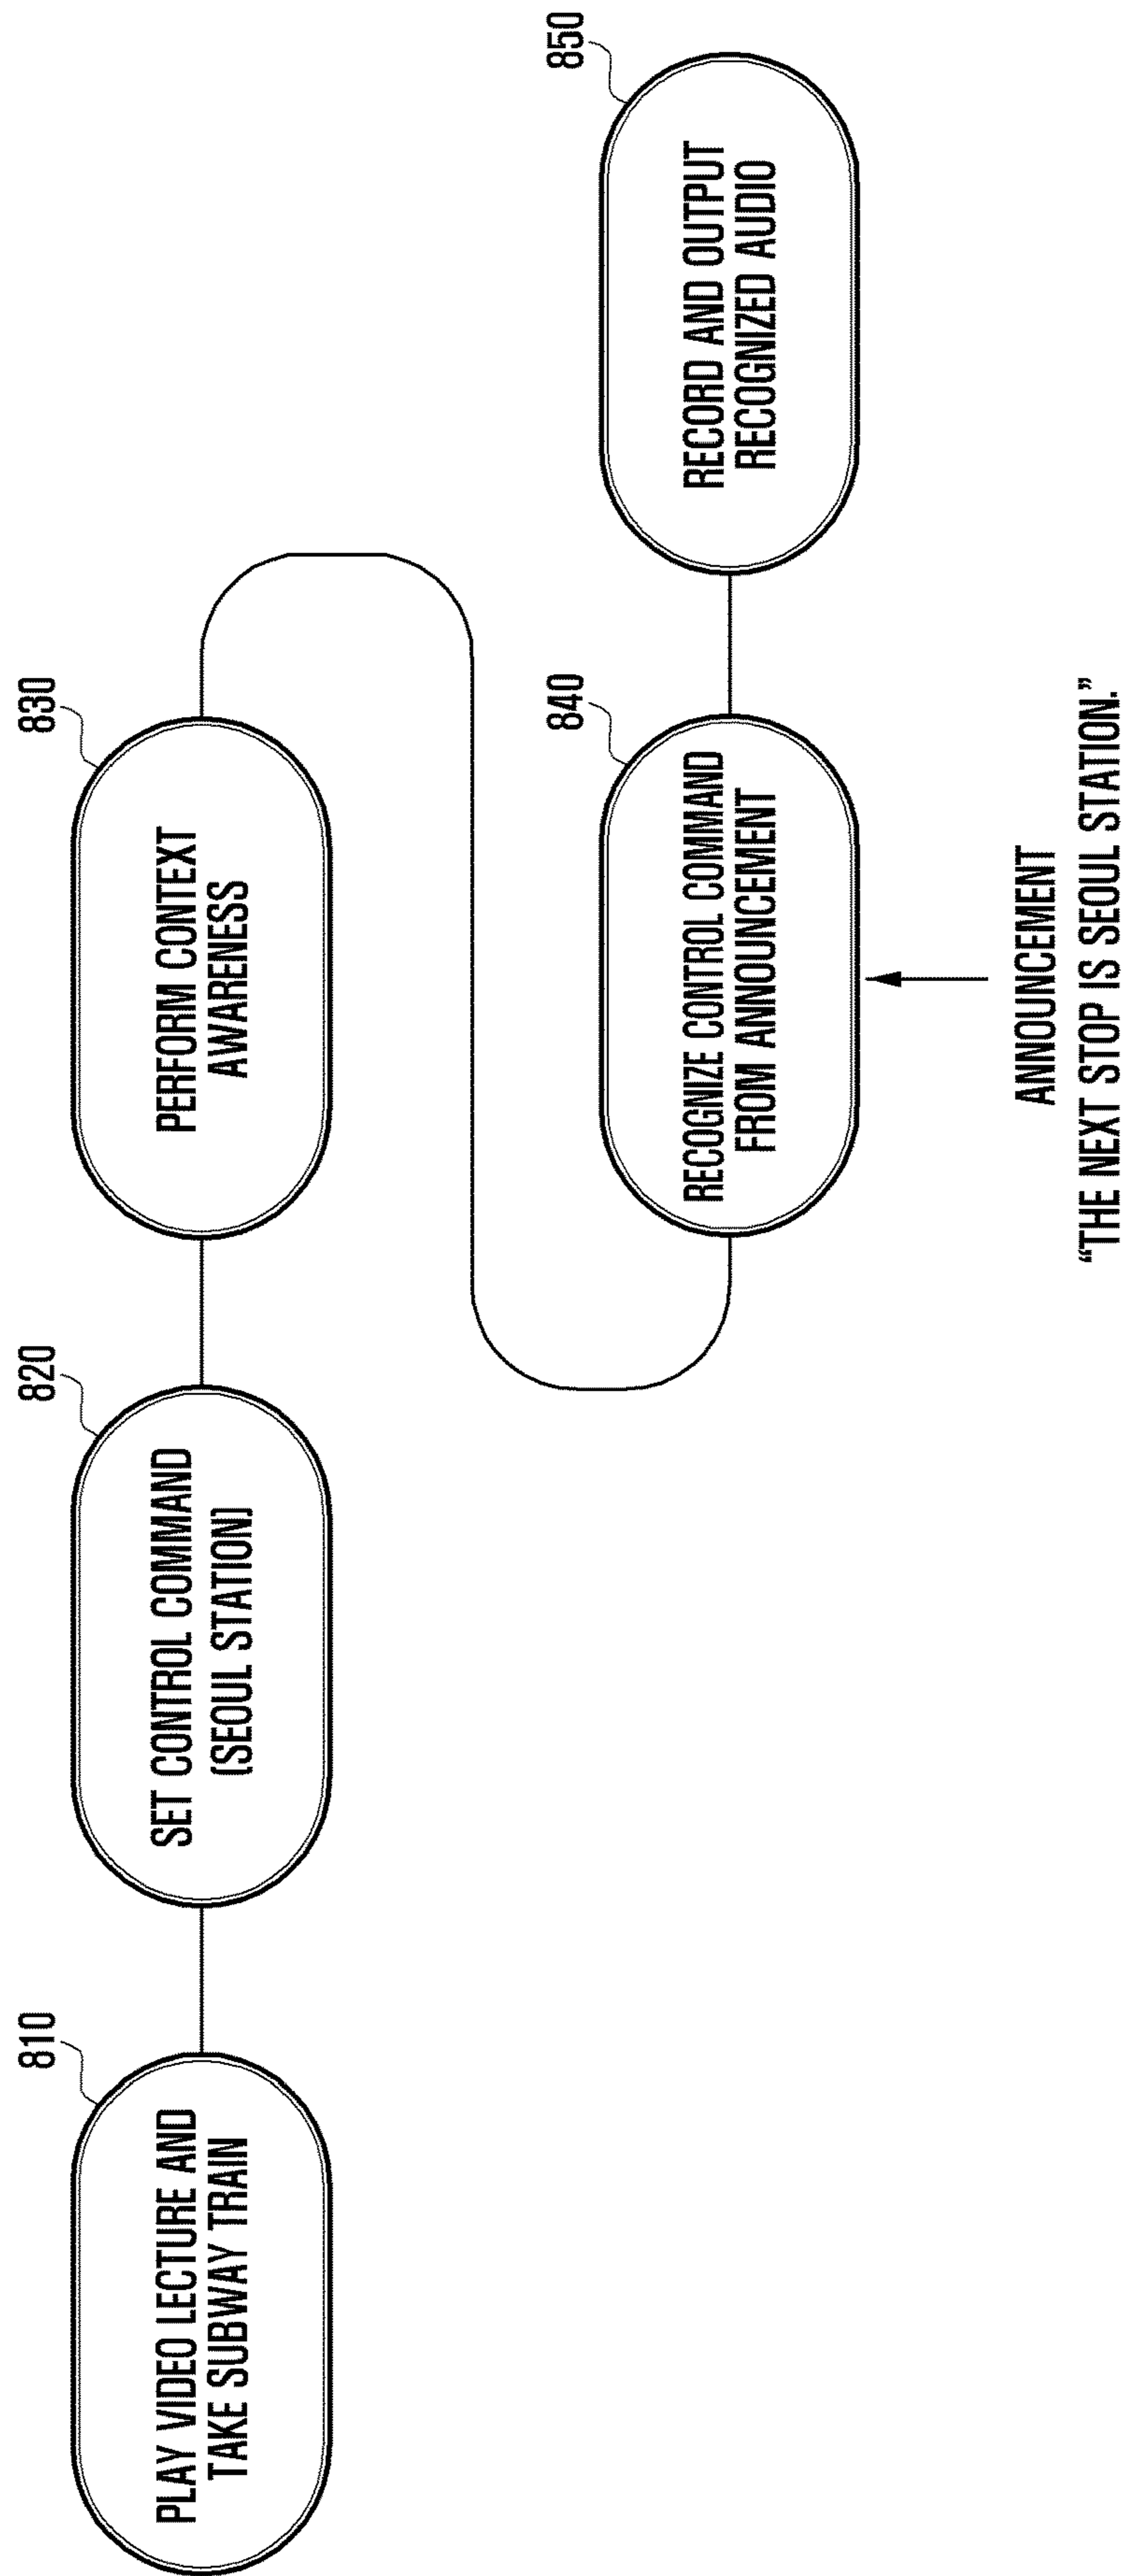 810
PLAY VIDEO LECTURE AND
TAKE SUBWAY TRAIN
820
SET CONTROL COMMAND
(SEOUL STATION)
830
PERFORM CONTEXT
AWARENESS
840
RECOGNIZE CONTROL COMMAND
FROM ANNOUNCEMENT
850
RECORD AND OUTPUT
RECOGNIZED AUDIO
ANNOUNCEMENT
“THE NEXT STOP IS SEOUL STATION.”